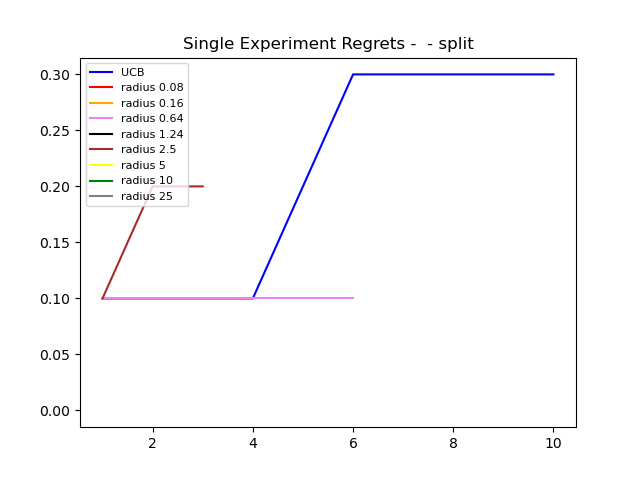 Single Experiment Regrets -  - split
0.30
0.25
0.20
0.15
0.10
0.05
0.00
UCB
radius 0.08
radius 0.16
radius 0.64
radius 1.24
radius 2.5
radius 5
radius 10
radius 25
2 4 6 8 10